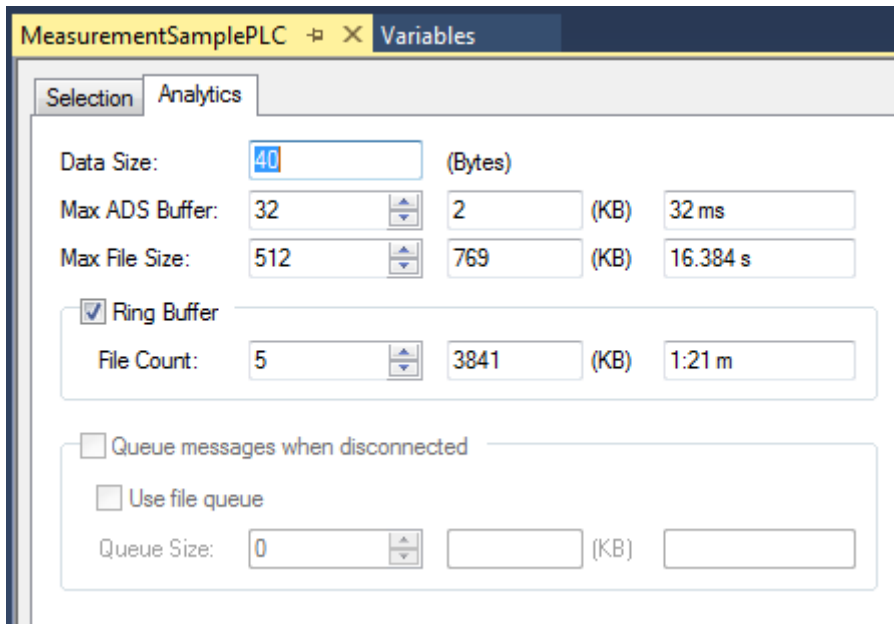 MeasurementSamplePLC Variables
Selection Analytics
Data Size: 40 (Bytes)
Max ADS Buffer: 32 2 (KB) 32 ms
Max File Size: 512 769 (KB) 16.384 s
Ring Buffer
File Count: 5 3841 (KB) 1:21 m
Queue messages when disconnected
Use file queue
Queue Size: 0 (KB)